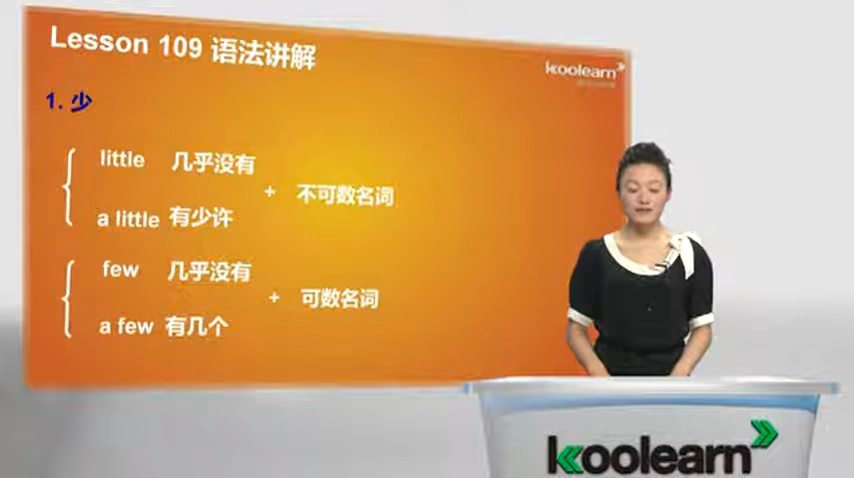 Lesson 109 语法讲解
koolearn
1. 少
little 几乎没有
+ 不可数名词
a little 有少许
few 几乎没有
+ 可数名词
a few 有几个
koolearn